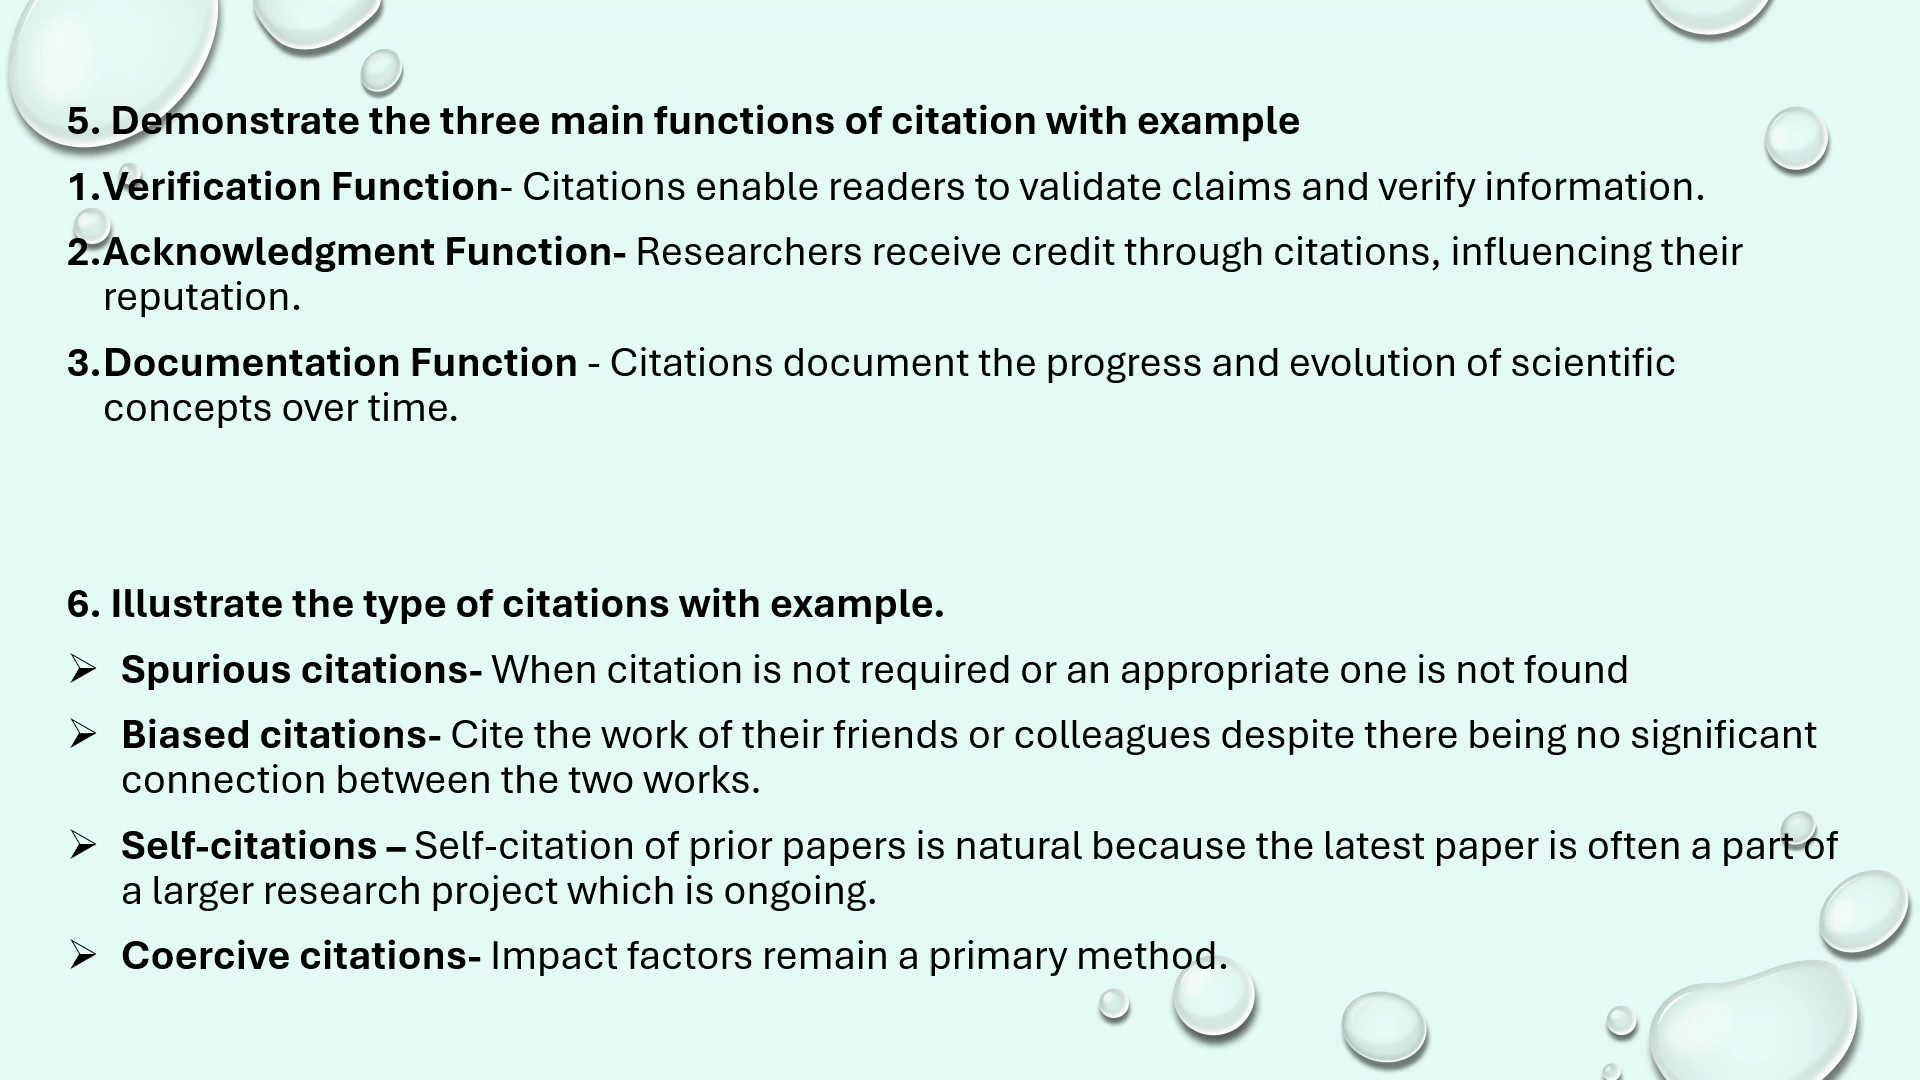 5. Demonstrate the three main functions of citation with example
1.Verification Function- Citations enable readers to validate claims and verify information.
2.Acknowledgment Function- Researchers receive credit through citations, influencing their
reputation.
3.Documentation Function - Citations document the progress and evolution of scientific
concepts over time.
6. Illustrate the type of citations with example.
➢ Spurious citations- When citation is not required or an appropriate one is not found
➢ Biased citations- Cite the work of their friends or colleagues despite there being no significant
connection between the two works.
➢ Self-citations – Self-citation of prior papers is natural because the latest paper is often a part of
a larger research project which is ongoing.
➢ Coercive citations- Impact factors remain a primary method.